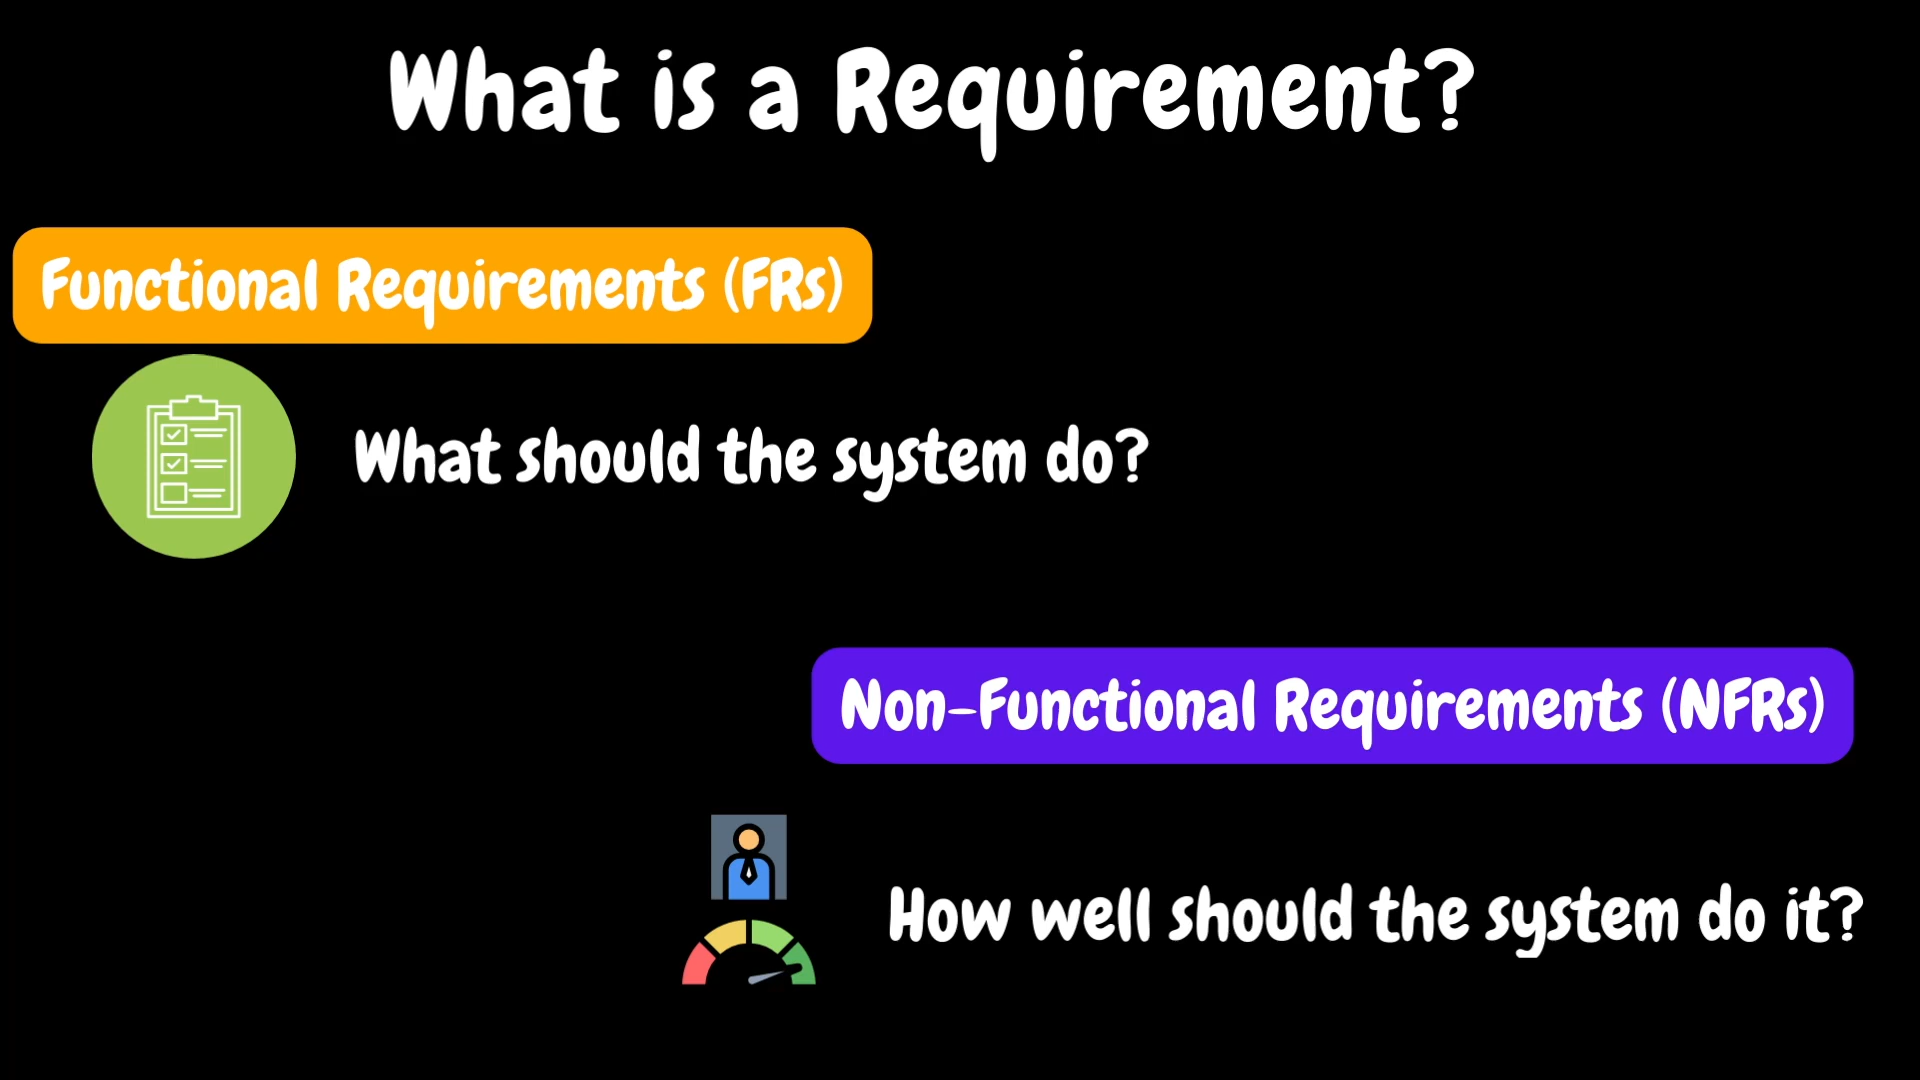 What is a Requirement?
Functional Requirements (FRs)
What should the system do?
Non-Functional Requirements (NFRs)
How well should the system do it?